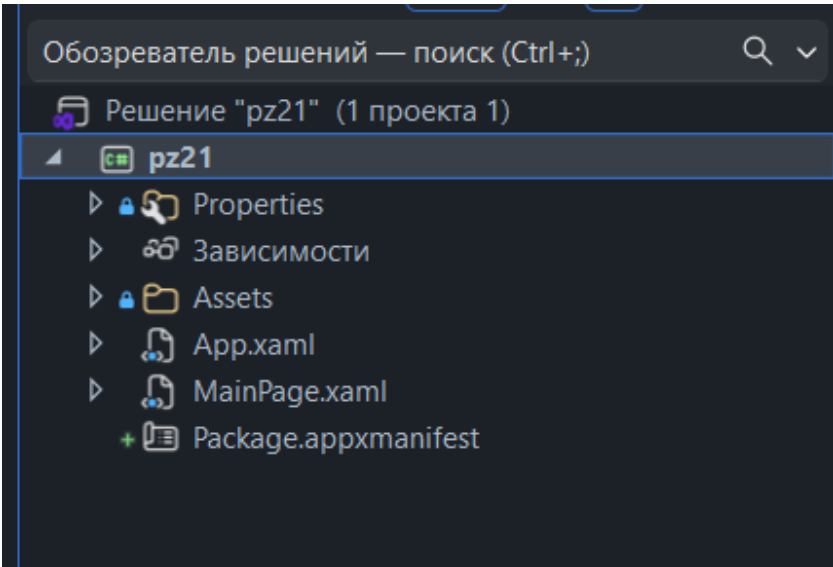 Обозреватель решений — поиск (Ctrl+;)
Решение "pz21" (1 проекта 1)
C# pz21
Properties
Зависимости
Assets
App.xaml
MainPage.xaml
Package.appxmanifest